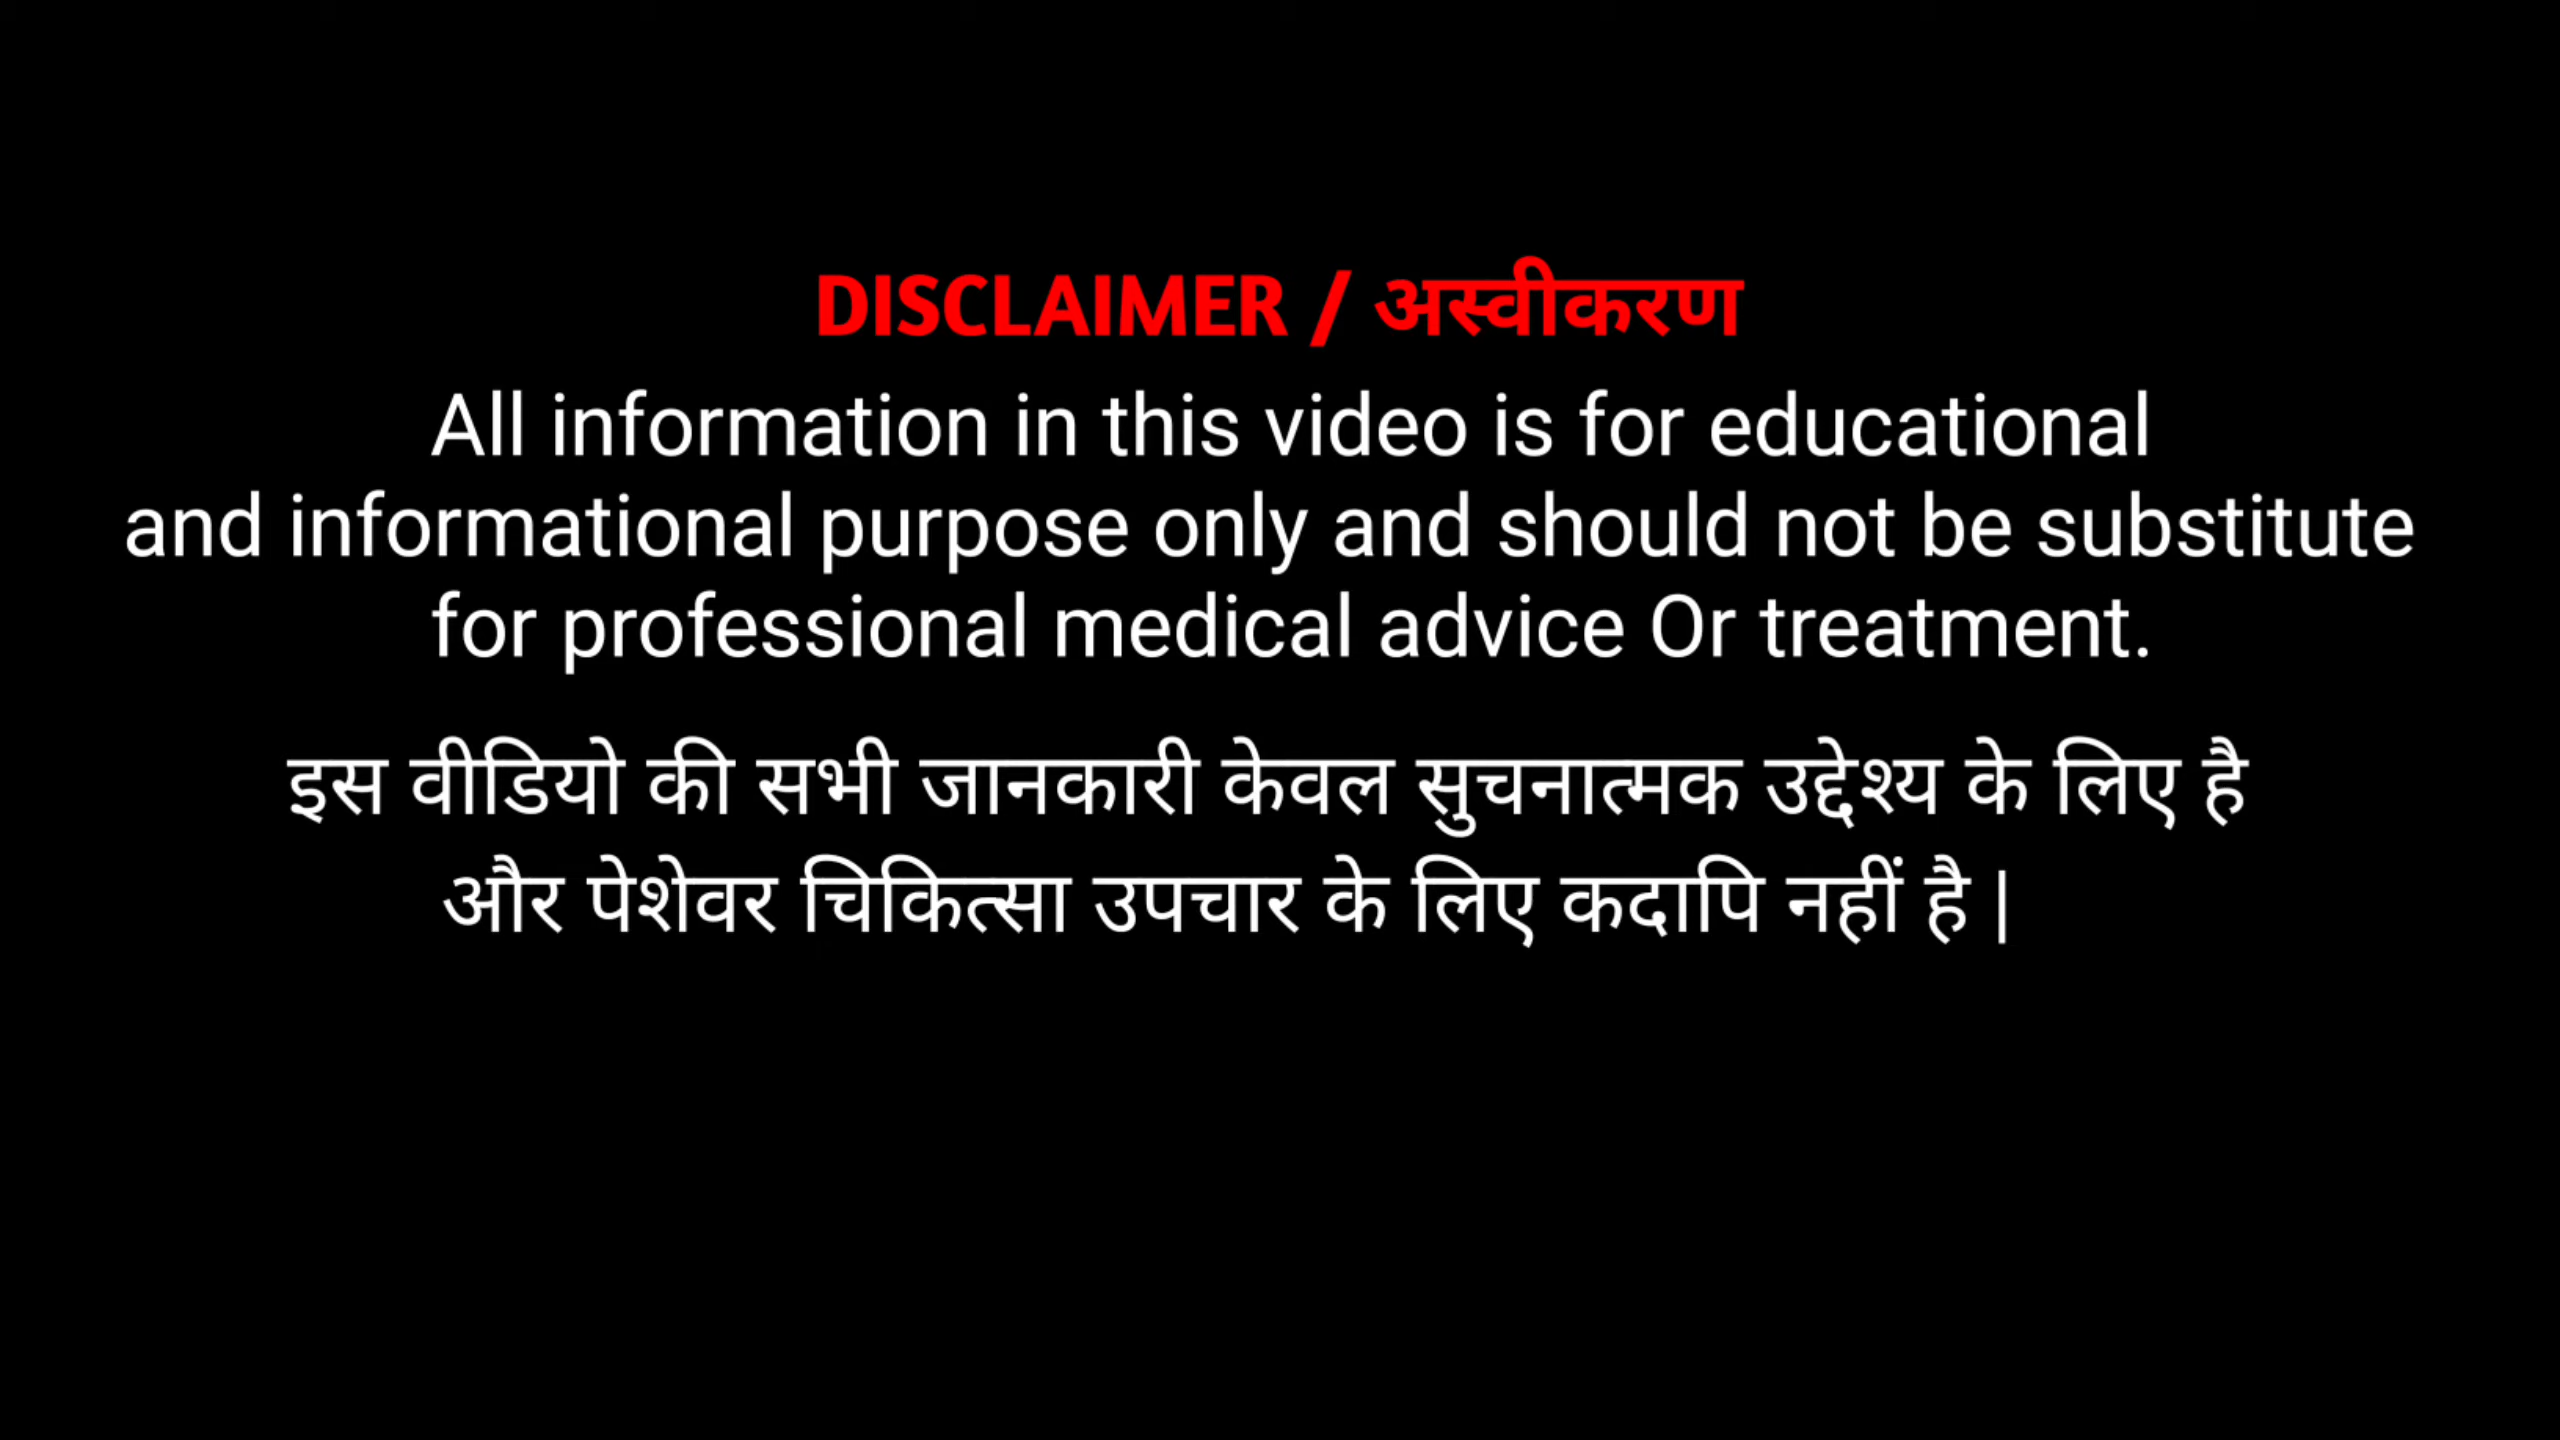 DISCLAIMER / अस्वीकरण
All information in this video is for educational
and informational purpose only and should not be substitute
for professional medical advice Or treatment.
इस वीडियो की सभी जानकारी केवल सुचनात्मक उद्देश्य के लिए है
और पेशेवर चिकित्सा उपचार के लिए कदापि नहीं है |